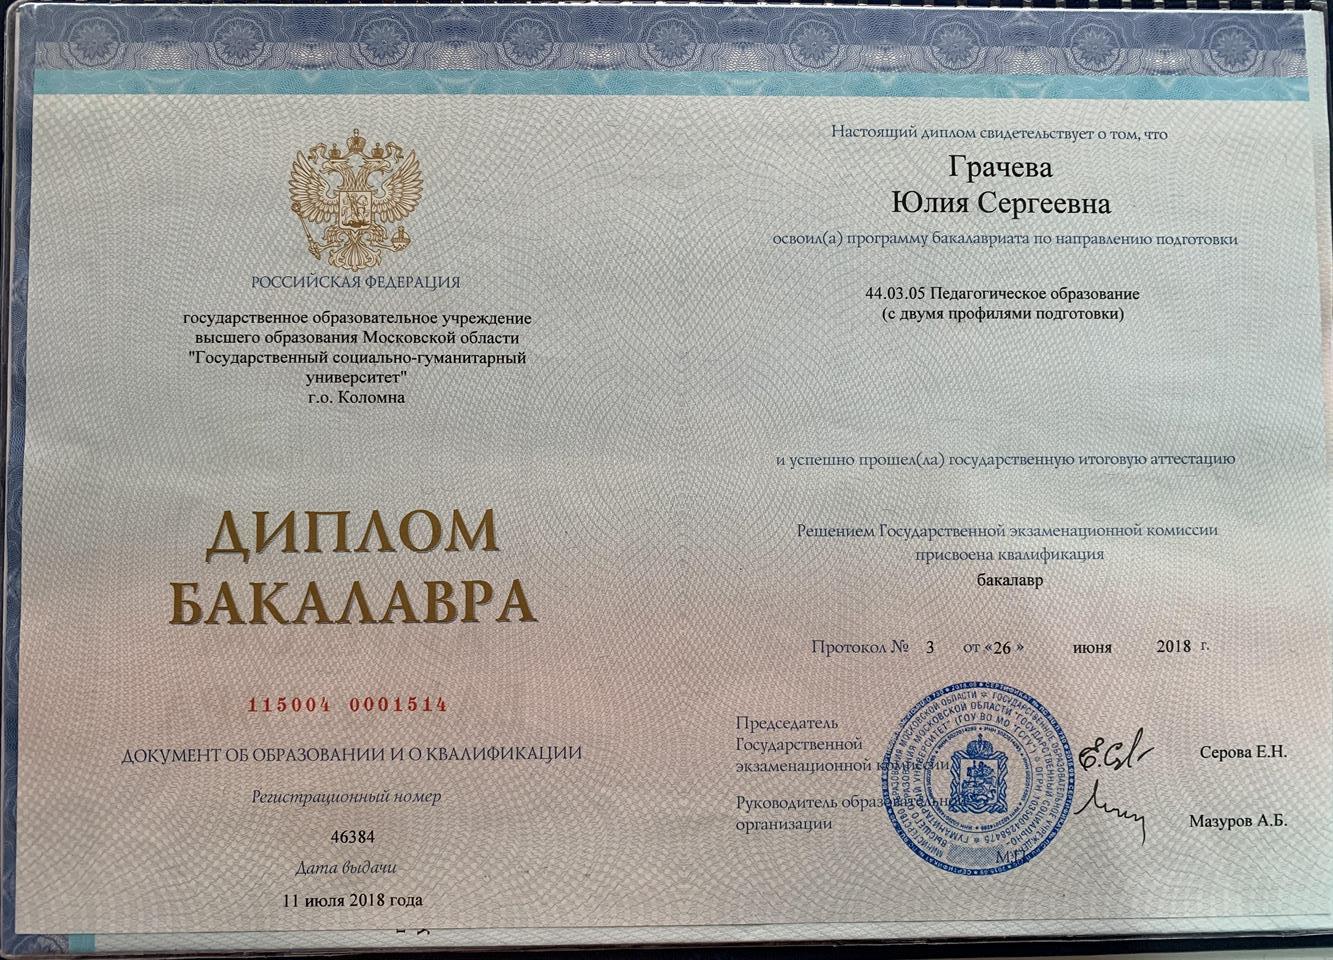 РОССИЙСКАЯ ФЕДЕРАЦИЯ
государственное образовательное учреждение
высшего образования Московской области
"Государственный социально-гуманитарный
университет"
г.о. Коломна
ДИПЛОМ
БАКАЛАВРА
115004 0001514
ДОКУМЕНТ ОБ ОБРАЗОВАНИИ И О КВАЛИФИКАЦИИ
Регистрационный номер
46384
Дата выдачи
11 июля 2018 года
Настоящий диплом свидетельствует о том, что
Грачева
Юлия Сергеевна
освоил(а) программу бакалавриата по направлению подготовки
44.03.05 Педагогическое образование
(с двумя профилями подготовки)
и успешно прошел(ла) государственную итоговую аттестацию
Решением Государственной экзаменационной комиссии
присвоена квалификация
бакалавр
Протокол № 3 от «26 » июня 2018 г.
Председатель
Государственной
экзаменационной комиссии
Серова Е.Н.
Руководитель образовательной
организации
Мазуров А.Б.
М.П.